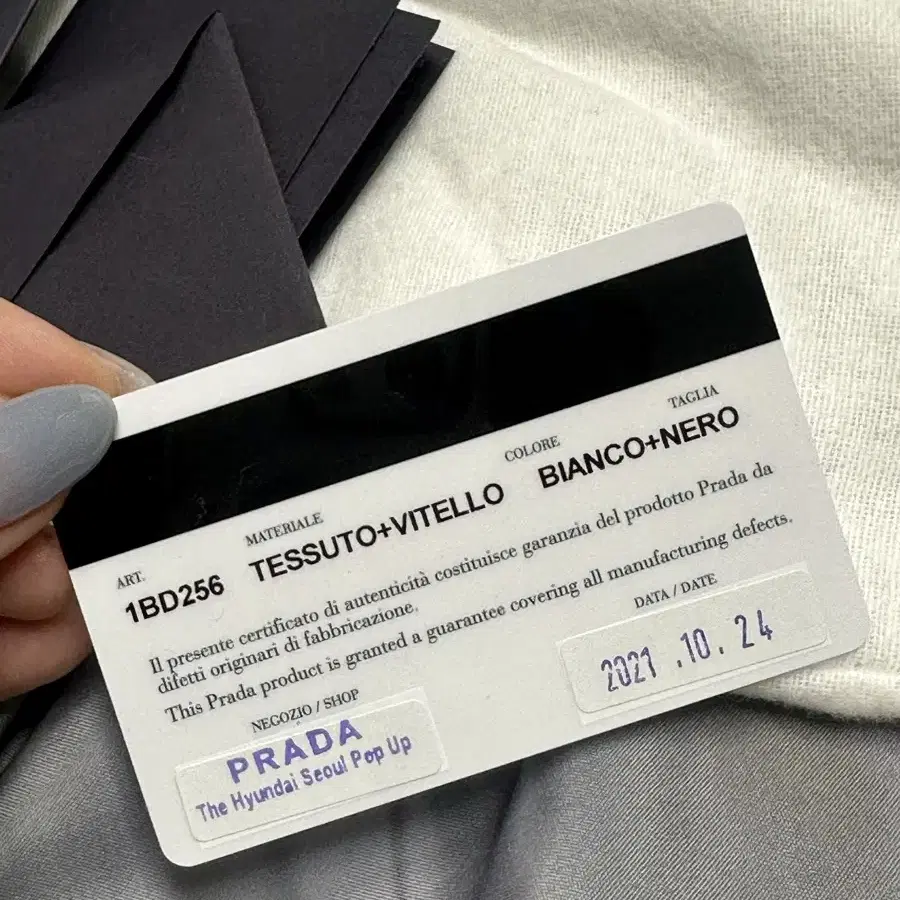 ART. MATERIALE COLORE TAGLIA
1BD256 TESSUTO+VITELLO BIANCO+NERO
Il presente certificato di autenticità costituisce garanzia del prodotto Prada da
difetti originari di fabbricazione.
This Prada product is granted a guarantee covering all manufacturing defects.
NEGOZIO / SHOP DATA / DATE
PRADA 2021 .10. 24
The Hyundai Seoul Pop Up